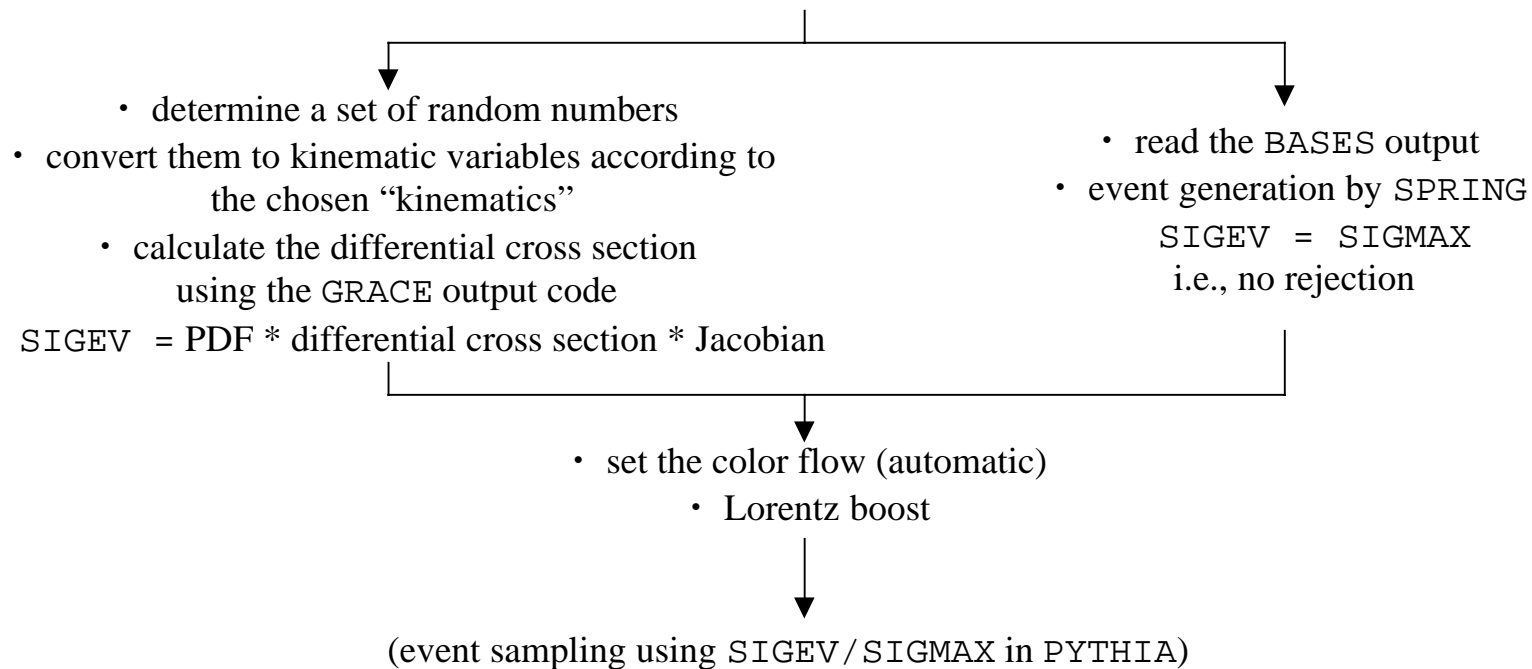 ・ determine a set of random numbers
・ convert them to kinematic variables according to
the chosen “kinematics”
・ calculate the differential cross section
using the GRACE output code
SIGEV = PDF * differential cross section * Jacobian
・ read the BASES output
・ event generation by SPRING
SIGEV = SIGMAX
i.e., no rejection
・ set the color flow (automatic)
・ Lorentz boost
(event sampling using SIGEV/SIGMAX in PYTHIA)